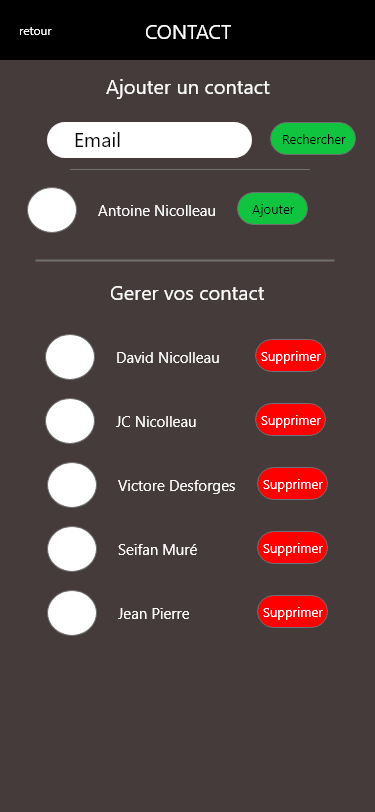 retour
CONTACT
Ajouter un contact
Email
Rechercher
Antoine Nicolleau
Ajouter
Gerer vos contact
David Nicolleau
Supprimer
JC Nicolleau
Supprimer
Victore Desforges
Supprimer
Seifan Muré
Supprimer
Jean Pierre
Supprimer